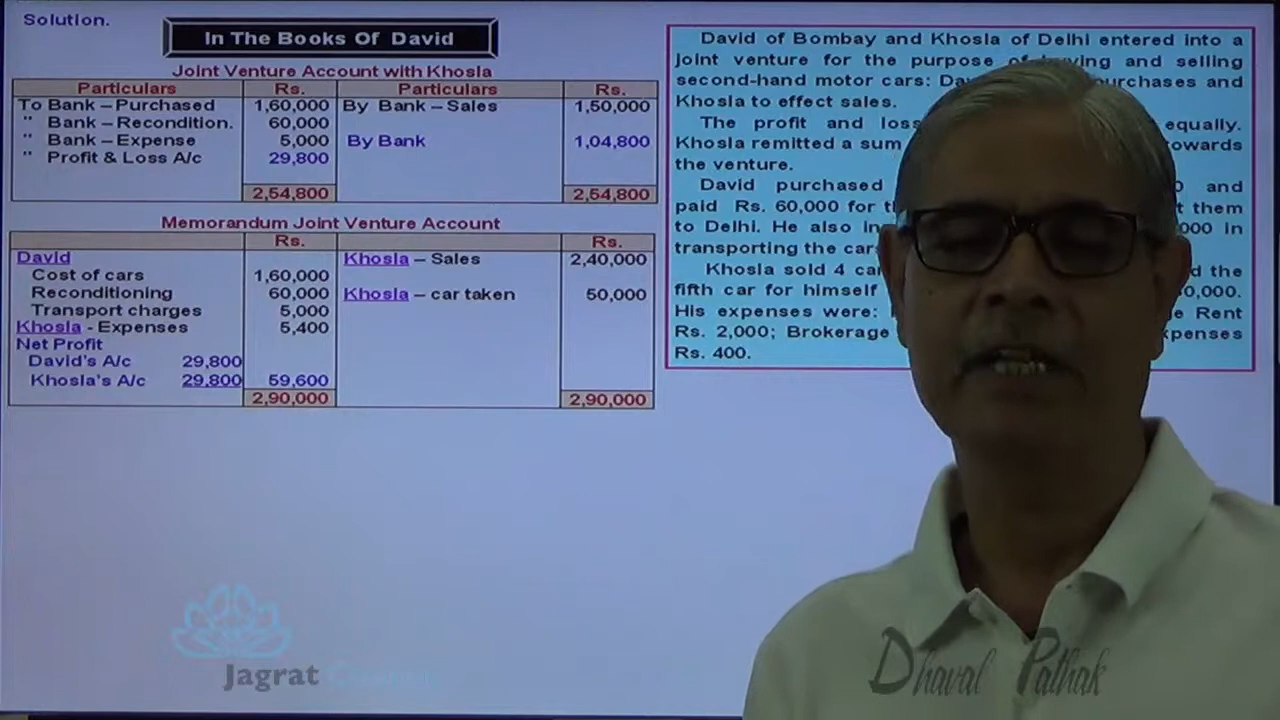 Solution.
In The Books Of David
Joint Venture Account with Khosla
Particulars Rs. Particulars Rs.
To Bank – Purchased 1,60,000 By Bank – Sales 1,50,000
" Bank – Recondition. 60,000
" Bank – Expense 5,000 By Bank 1,04,800
" Profit & Loss A/c 29,800
2,54,800 2,54,800
Memorandum Joint Venture Account
Rs. Rs.
David Khosla – Sales 2,40,000
Cost of cars 1,60,000
Reconditioning 60,000 Khosla – car taken 50,000
Transport charges 5,000
Khosla - Expenses 5,400
Net Profit
David's A/c 29,800
Khosla's A/c 29,800 59,600
2,90,000 2,90,000
David of Bombay and Khosla of Delhi entered into a
joint venture for the purpose of buying and selling
second-hand motor cars: purchases and
Khosla to effect sales.
The profit and loss equally.
Khosla remitted a sum towards
the venture.
David purchased and
paid Rs. 60,000 for them
to Delhi. He also in
transporting the cars
Khosla sold 4 the
fifth car for himself
His expenses were: Rent
Rs. 2,000; Brokerage
Rs. 400.
Jagrat
Dhaval Pathak